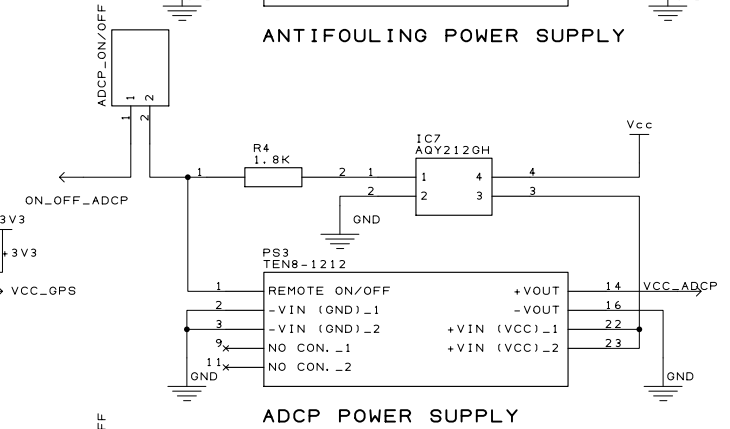 ANTIFOULING POWER SUPPLY
ADCP_ON/OFF
1 2
1 2
ON_OFF_ADCP
R4
1.8K
1 2
IC7
AQY212GH
1 1 4 4
2 2 3 3
Vcc
GND
3V3
+3V3
VCC_GPS
PS3
TEN8-1212
1 REMOTE ON/OFF +VOUT 14 VCC_ADCP
2 -VIN (GND)_1 -VOUT 16
3 -VIN (GND)_2 +VIN (VCC)_1 22
9 NO CON._1 +VIN (VCC)_2 23
11 NO CON._2
GND GND
ADCP POWER SUPPLY
FF